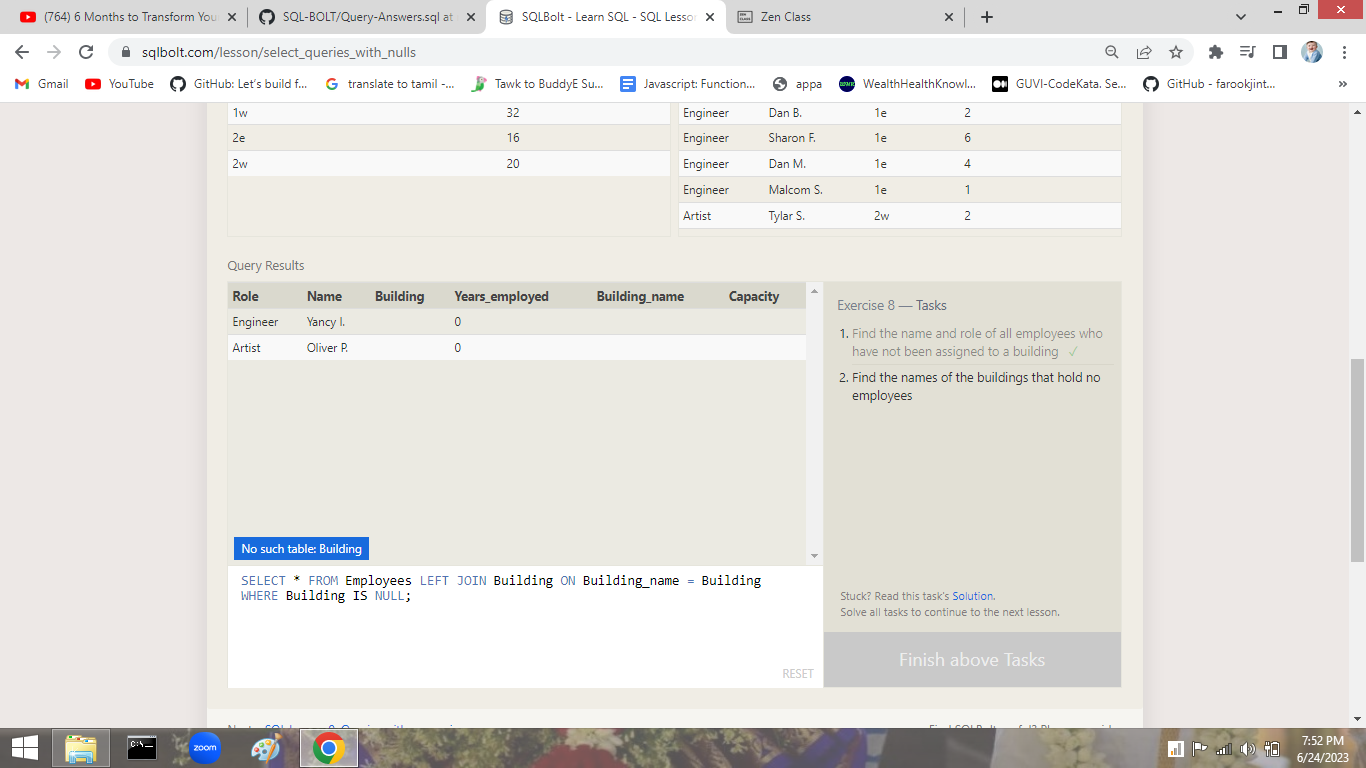 (764) 6 Months to Transform You
SQL-BOLT/Query-Answers.sql at
SQLBolt - Learn SQL - SQL Lesson
Zen Class
sqlbolt.com/lesson/select_queries_with_nulls
Gmail
YouTube
GitHub: Let's build f...
translate to tamil -...
Tawk to BuddyE Su...
Javascript: Function...
appa
WealthHealthKnowl...
GUVI-CodeKata. Se...
GitHub - farookjint...
»
1w 32
2e 16
2w 20
Engineer Dan B. 1e 2
Engineer Sharon F. 1e 6
Engineer Dan M. 1e 4
Engineer Malcom S. 1e 1
Artist Tylar S. 2w 2
Query Results
Role Name Building Years_employed Building_name Capacity
Engineer Yancy I. 0
Artist Oliver P. 0
No such table: Building
SELECT * FROM Employees LEFT JOIN Building ON Building_name = Building
WHERE Building IS NULL;
RESET
Exercise 8 — Tasks
1. Find the name and role of all employees who
have not been assigned to a building ✓
2. Find the names of the buildings that hold no
employees
Stuck? Read this task's Solution.
Solve all tasks to continue to the next lesson.
Finish above Tasks
zoom
7:52 PM
6/24/2023